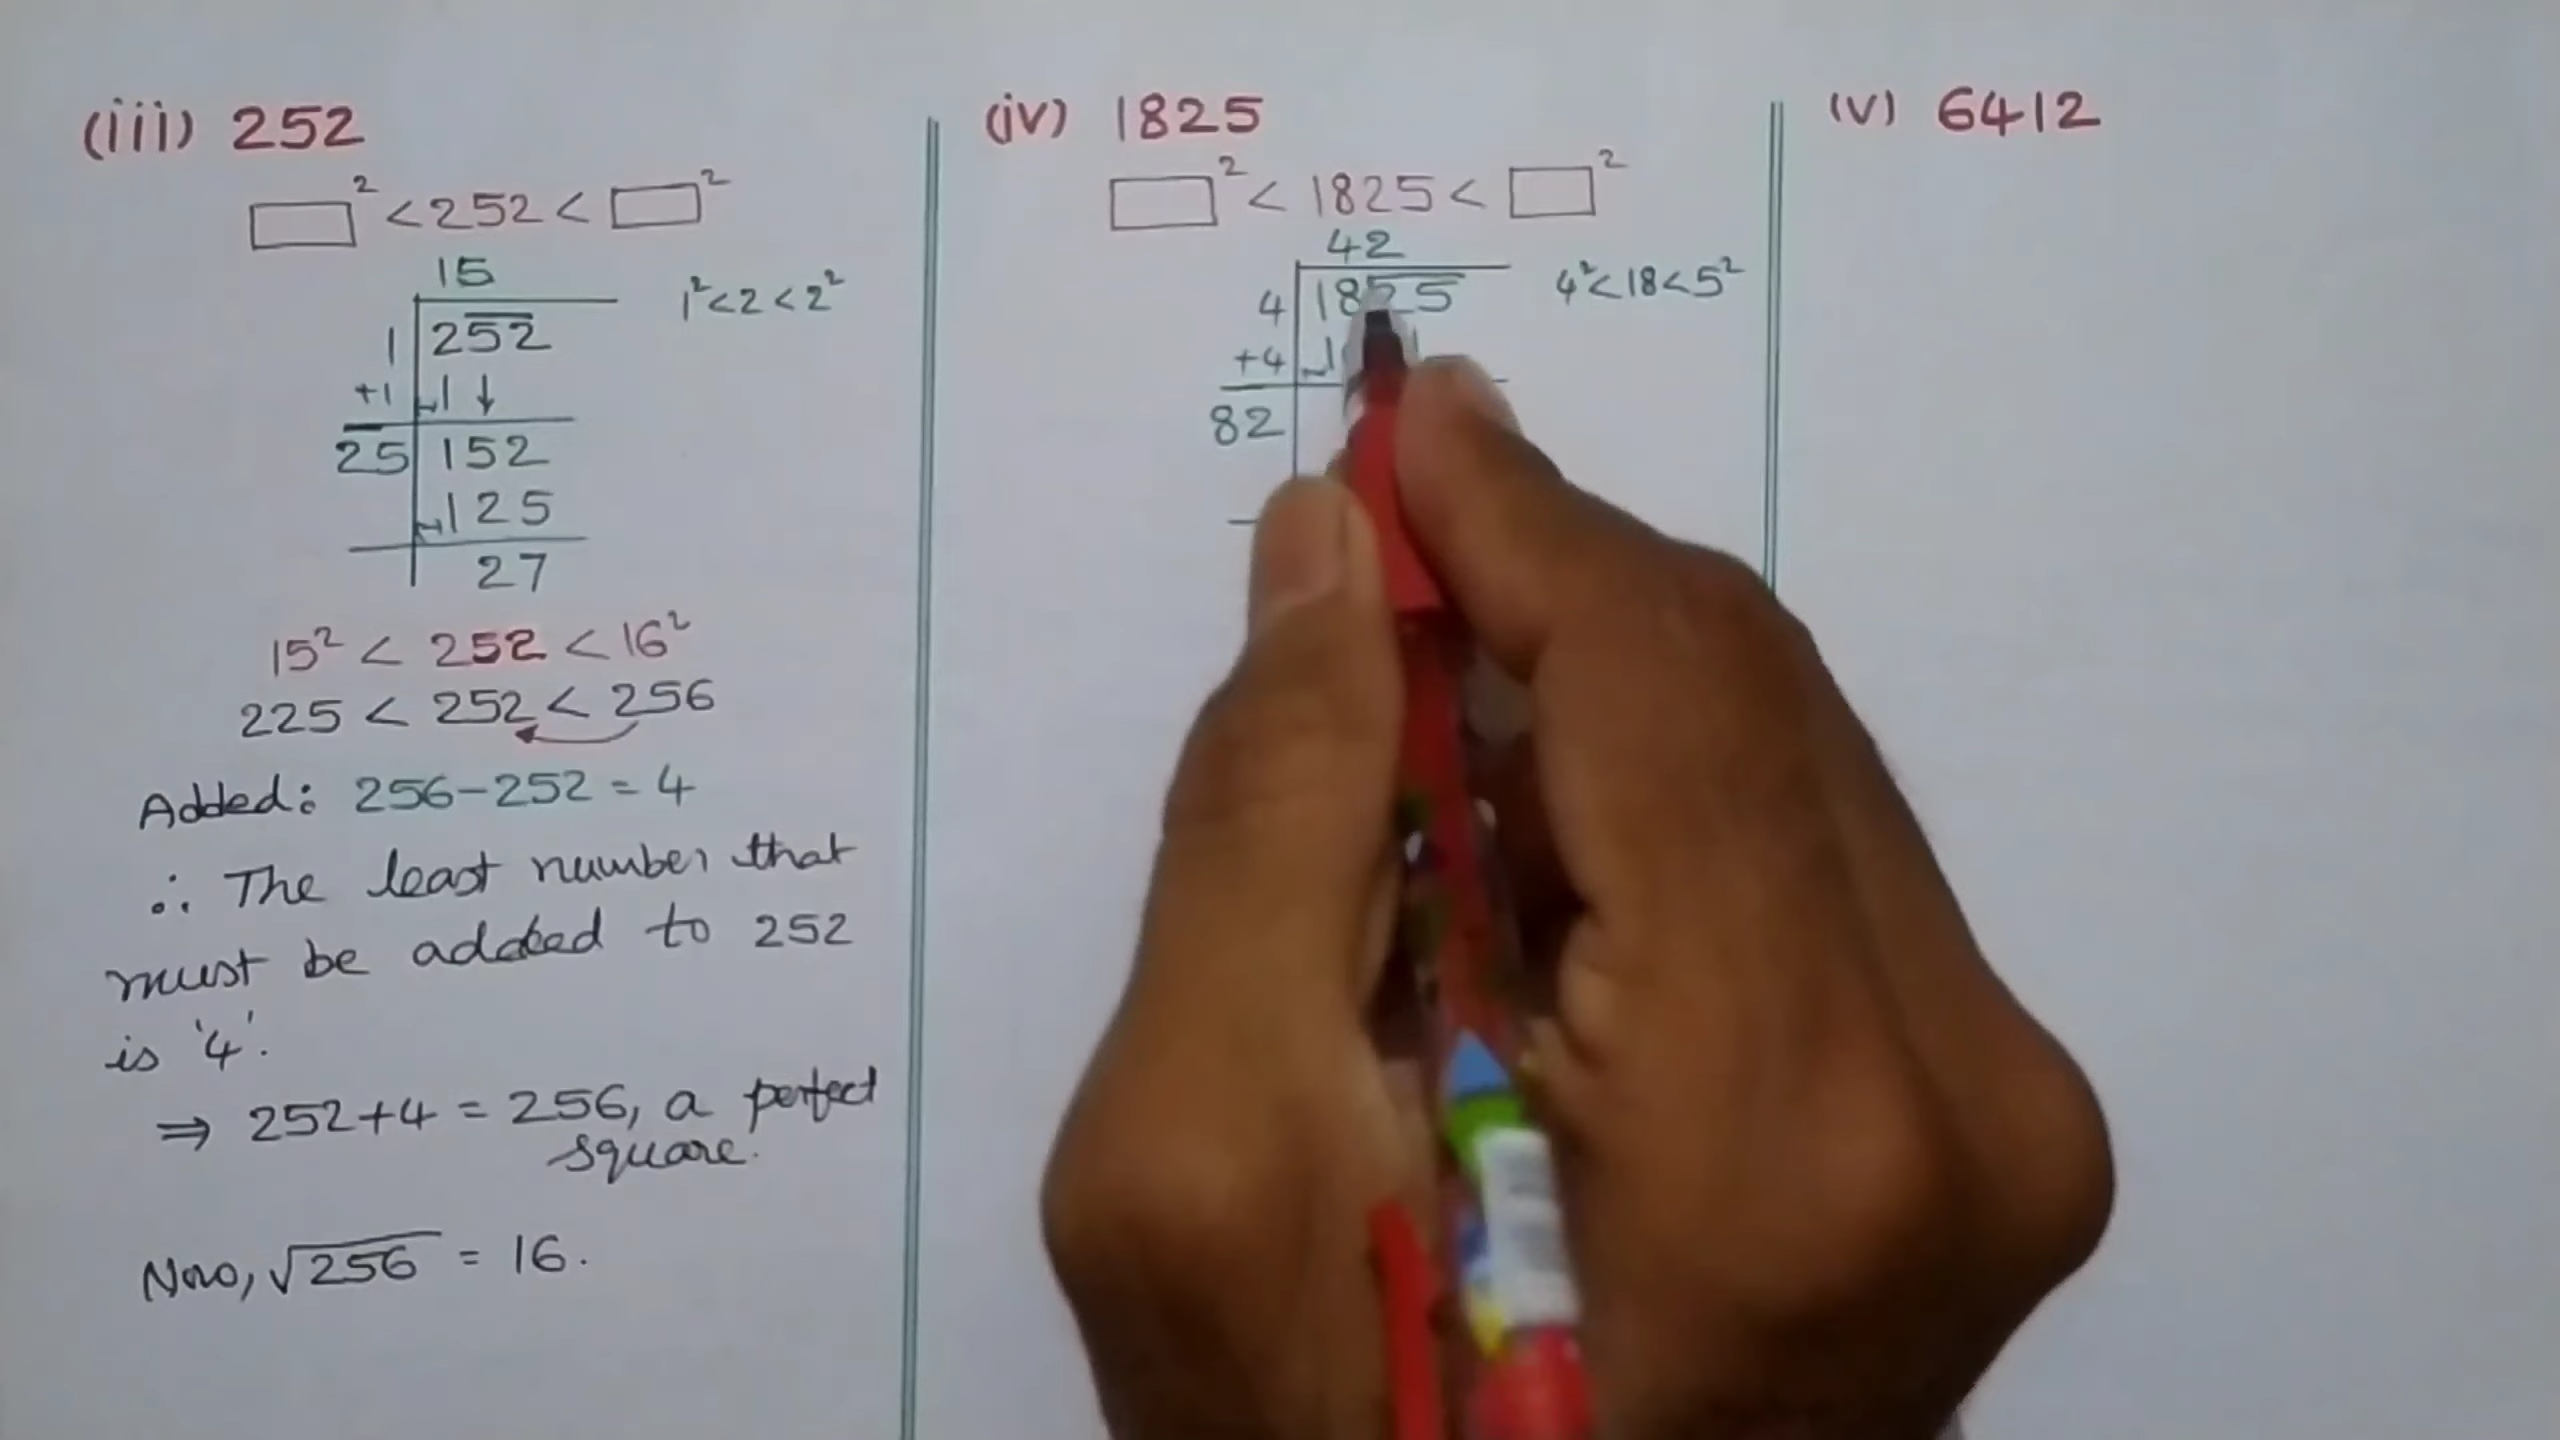 (iii) 252
□² < 252 < □²
15
1² < 2 < 2²
1 252
+1 -1 ↓
25 152
-125
27
15² < 252 < 16²
225 < 252 < 256
Added: 256-252 = 4
∴ The least number that
must be added to 252
is '4'.
⇒ 252+4 = 256, a perfect
square.
Now, √256 = 16.
(iv) 1825
□² < 1825 < □²
42
4² < 18 < 5²
4 1825
+4
82
(v) 6412